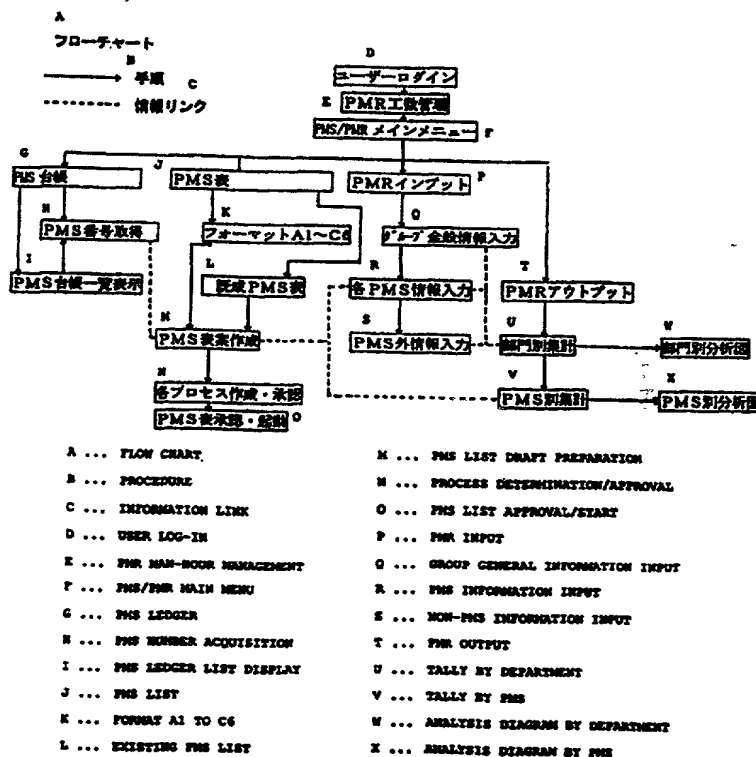 A
フローチャート
B
手順
C
情報リンク
D
ユーザーログイン
E
PMR工数管理
PMS/PMR メインメニュー
F
G
PMS 台帳
J
PMS表
PMRインプット
P
H
PMS番号取得
K
フォーマットA1～C6
Q
グループ全般情報入力
I
PMS台帳一覧表示
L
既成PMS表
R
各PMS情報入力
T
PMRアウトプット
M
PMS表案作成
S
PMS外情報入力
U
部門別集計
W
部門別分析図
N
各プロセス作成・承認
V
PMS別集計
X
PMS別分析図
PMS表承認・起動
O
A ... FLOW CHART
B ... PROCEDURE
C ... INFORMATION LINK
D ... USER LOG-IN
E ... PMR MAN-HOUR MANAGEMENT
F ... PMS/PMR MAIN MENU
G ... PMS LEDGER
H ... PMS NUMBER ACQUISITION
I ... PMS LEDGER LIST DISPLAY
J ... PMS LIST
K ... FORMAT A1 TO C6
L ... EXISTING PMS LIST
M ... PMS LIST DRAFT PREPARATION
N ... PROCESS DETERMINATION/APPROVAL
O ... PMS LIST APPROVAL/START
P ... PMR INPUT
Q ... GROUP GENERAL INFORMATION INPUT
R ... PMS INFORMATION INPUT
S ... NON-PMS INFORMATION INPUT
T ... PMR OUTPUT
U ... TALLY BY DEPARTMENT
V ... TALLY BY PMS
W ... ANALYSIS DIAGRAM BY DEPARTMENT
X ... ANALYSIS DIAGRAM BY PMS